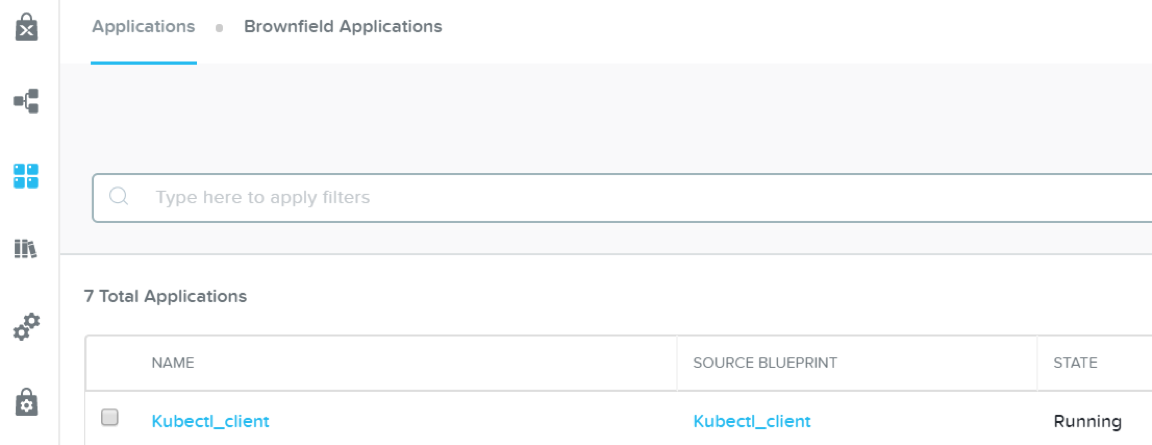 Applications Brownfield Applications
Type here to apply filters
7 Total Applications
NAME SOURCE BLUEPRINT STATE
Kubectl_client Kubectl_client Running